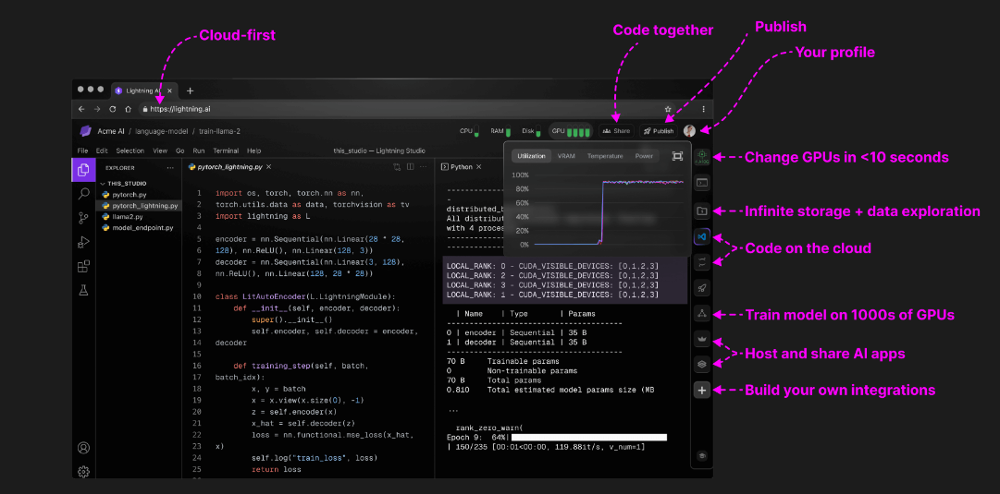 Cloud-first
Code together
Publish
Your profile
Lightning AI
https://lightning.ai
Acme AI / language-model / train-llama-2
CPU
RAM
Disk
GPU
Share
Publish
File Edit Selection View Go Run Terminal Help
this_studio — Lightning Studio
EXPLORER
THIS_STUDIO
pytorch.py
pytorch_lightning.py
llama2.py
model_endpoint.py
pytorch_lightning.py
1 import os, torch, torch.nn as nn,
2 torch.utils.data as data, torchvision as tv
3 import lightning as L
4
5 encoder = nn.Sequential(nn.Linear(28 * 28,
6 128), nn.ReLU(), nn.Linear(128, 3))
7 decoder = nn.Sequential(nn.Linear(3, 128),
8 nn.ReLU(), nn.Linear(128, 28 * 28))
9
10 class LitAutoEncoder(L.LightningModule):
11 def __init__(self, encoder, decoder):
12 super().__init__()
13 self.encoder, self.decoder = encoder,
14 decoder
15
16 def training_step(self, batch,
17 batch_idx):
18 x, y = batch
19 x = x.view(x.size(0), -1)
20 z = self.encoder(x)
21 x_hat = self.decoder(z)
22 loss = nn.functional.mse_loss(x_hat,
23 x)
24 self.log("train_loss", loss)
25 return loss
Python
Utilization VRAM Temperature Power
100%
80%
60%
40%
20%
0%
distributed_b
All distribut
with 4 proces
LOCAL_RANK: 0 - CUDA_VISIBLE_DEVICES: [0,1,2,3]
LOCAL_RANK: 2 - CUDA_VISIBLE_DEVICES: [0,1,2,3]
LOCAL_RANK: 3 - CUDA_VISIBLE_DEVICES: [0,1,2,3]
LOCAL_RANK: 1 - CUDA_VISIBLE_DEVICES: [0,1,2,3]
| Name | Type | Params
0 | encoder | Sequential | 35 B
1 | decoder | Sequential | 35 B
70 B Trainable params
0 Non-trainable params
70 B Total params
0.810 Total estimated model params size (MB
...
rank_zero_warn(
Epoch 9: 64%|
| 150/235 [00:01<00:00, 119.88it/s, v_num=1]
Change GPUs in <10 seconds
Infinite storage + data exploration
Code on the cloud
Train model on 1000s of GPUs
Host and share AI apps
Build your own integrations